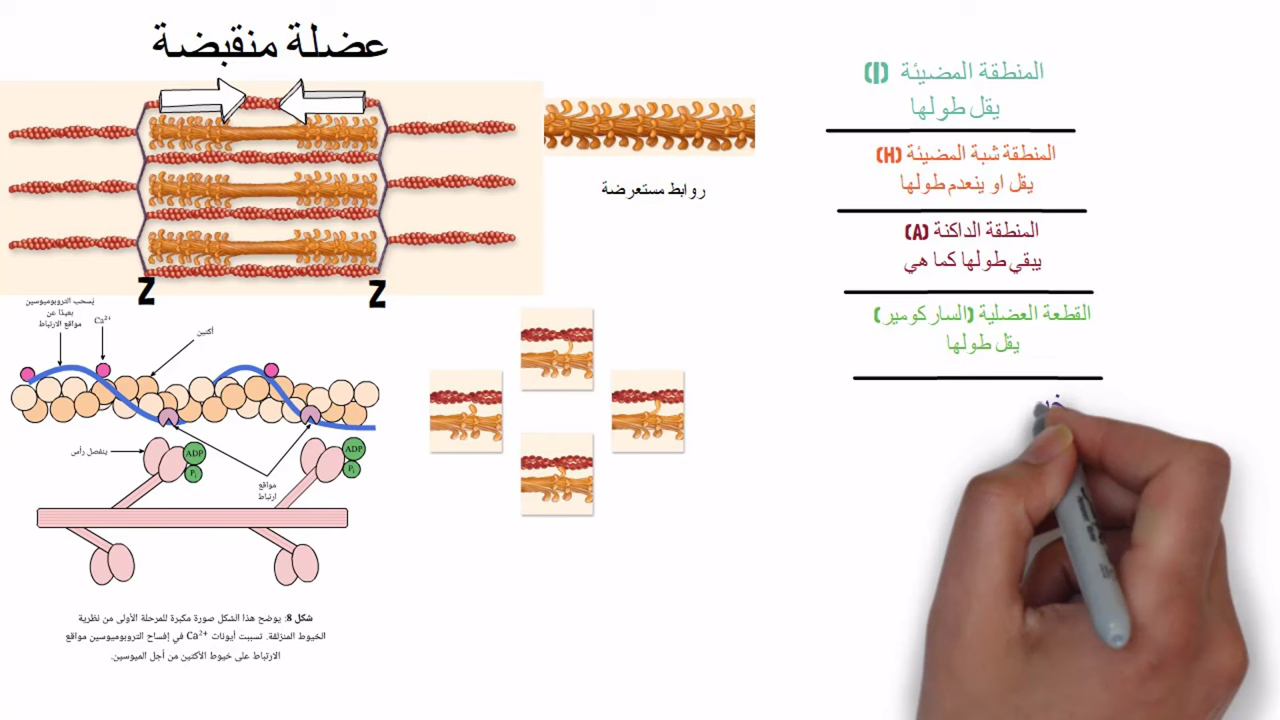 عضلة منقبضة
Z
Z
روابط مستعرضة
المنطقة المضيئة (I)
يقل طولها
المنطقة شبة المضيئة (H)
يقل او ينعدم طولها
المنطقة الداكنة (A)
يبقي طولها كما هي
القطعة العضلية (الساركومير)
يقل طولها
يُسحب التروبوميوسين
بعيدًا عن
مواقع الارتباط
Ca²⁺
أكتين
ينفصل رأس
ADP
Pᵢ
ADP
Pᵢ
مواقع
ارتباط
شكل 8: يوضح هذا الشكل صورة مكبرة للمرحلة الأولى من نظرية
الخيوط المنزلقة. تسببت أيونات Ca²⁺ في إفساح التروبوميوسين مواقع
الارتباط على خيوط الأكتين من أجل الميوسين.